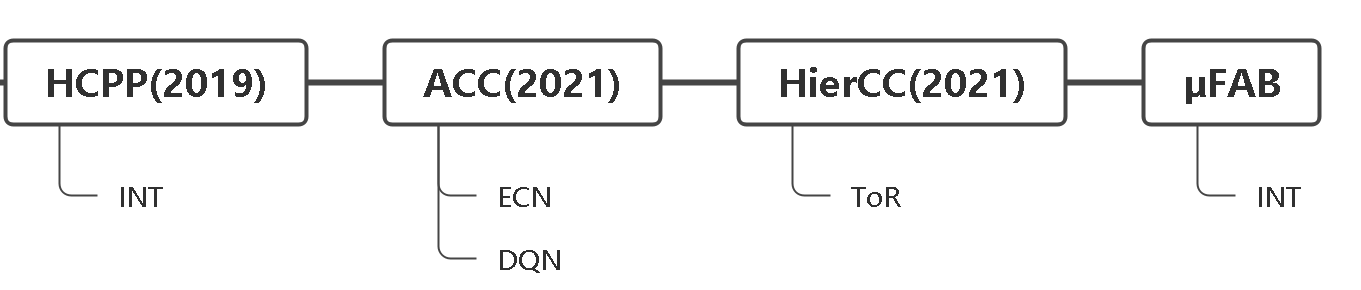 HCPP(2019)
ACC(2021)
HierCC(2021)
μFAB
INT
ECN
ToR
INT
DQN